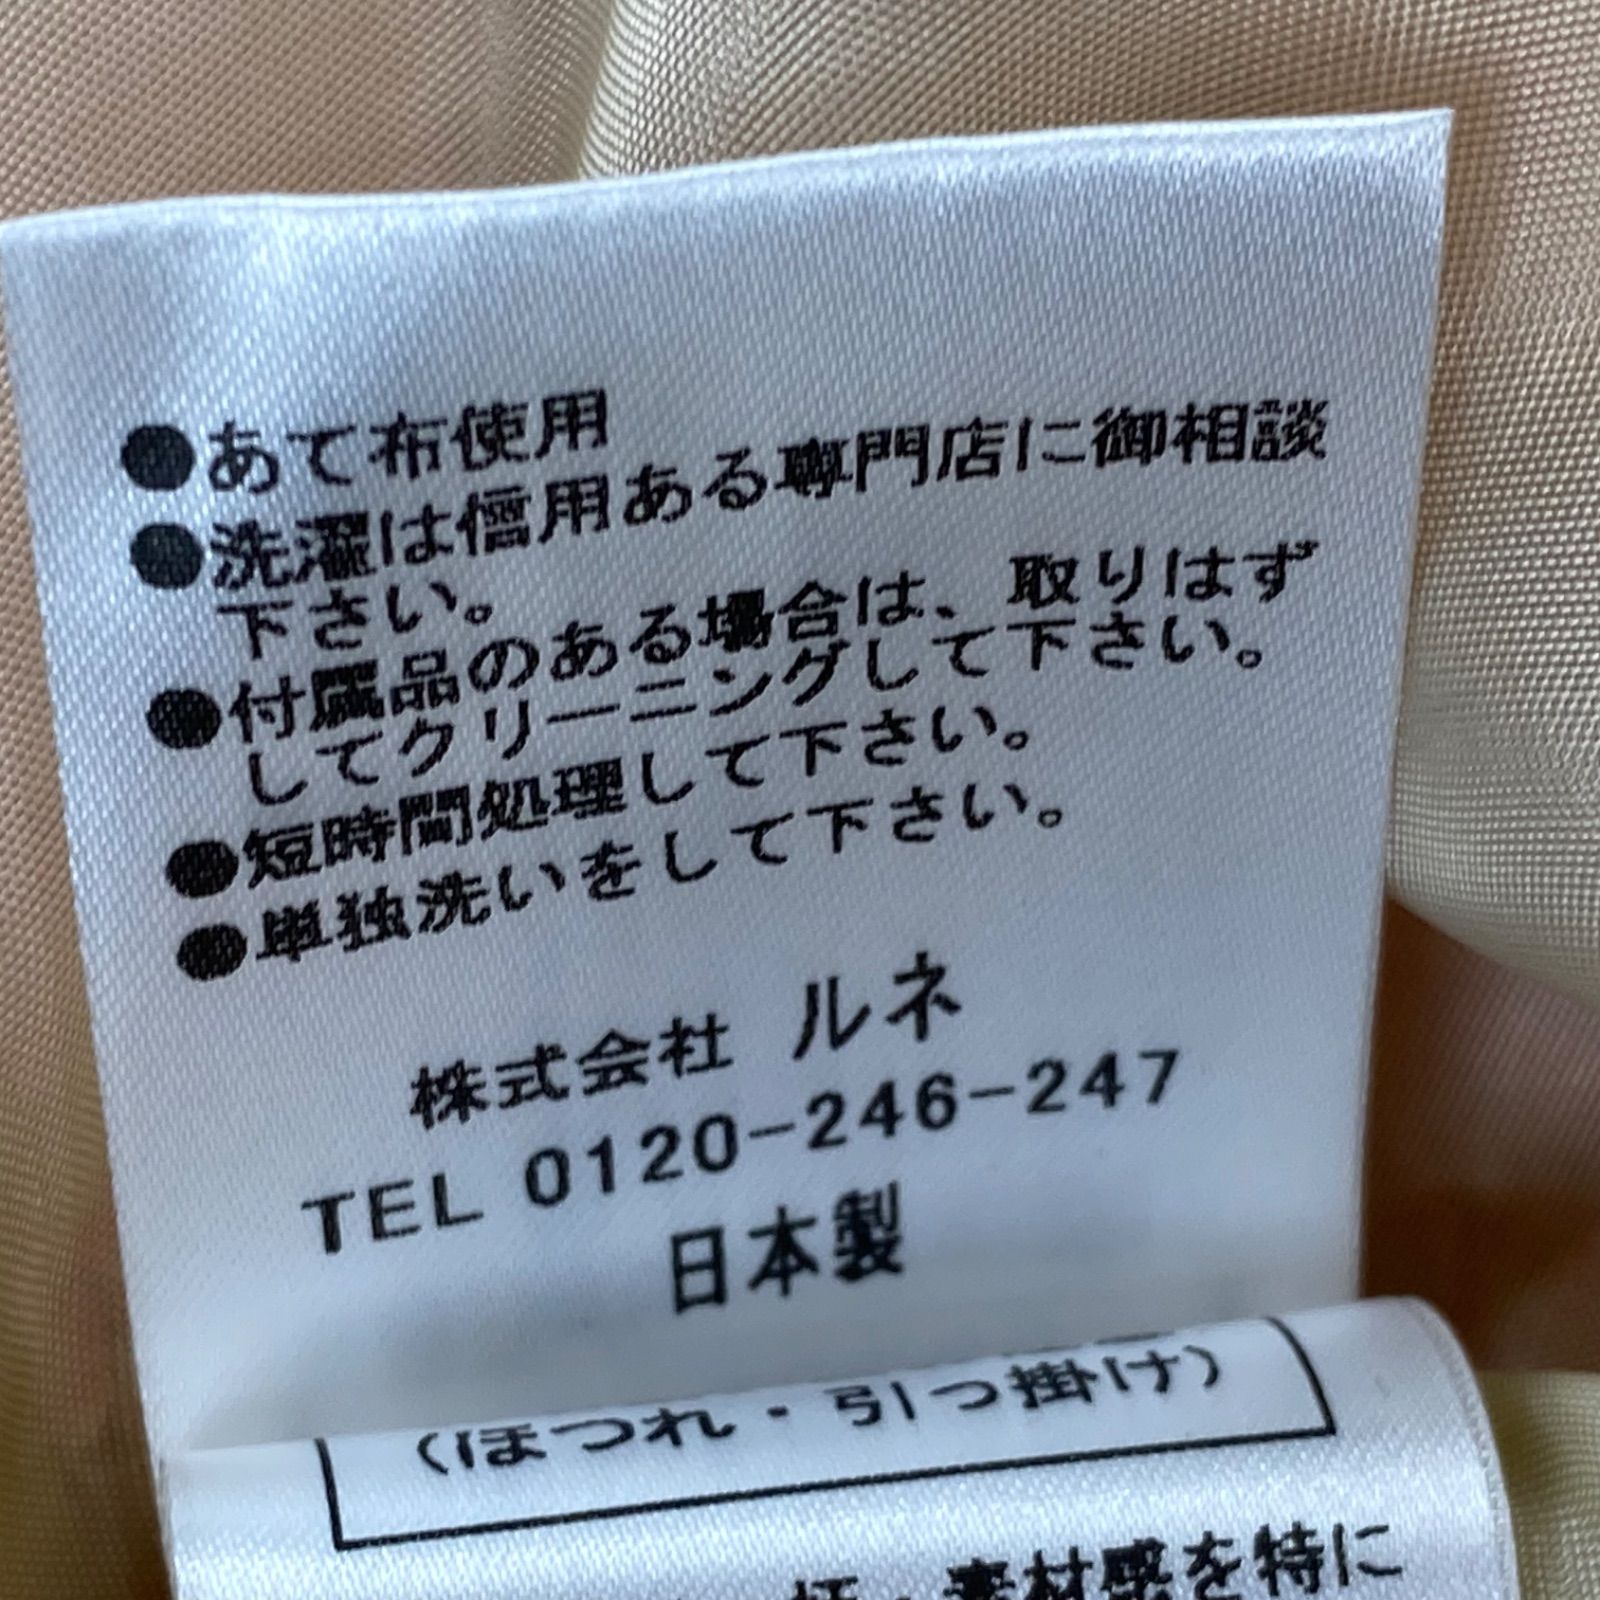 ●あて布使用
●洗濯は信用ある専門店に御相談
下さい。
●付属品のある場合は、取りはず
してクリーニングして下さい。
●短時間処理して下さい。
●単独洗いをして下さい。
株式会社 ルネ
TEL 0120-246-247
日本製
(ほつれ・引っ掛け)
・素材感を特に